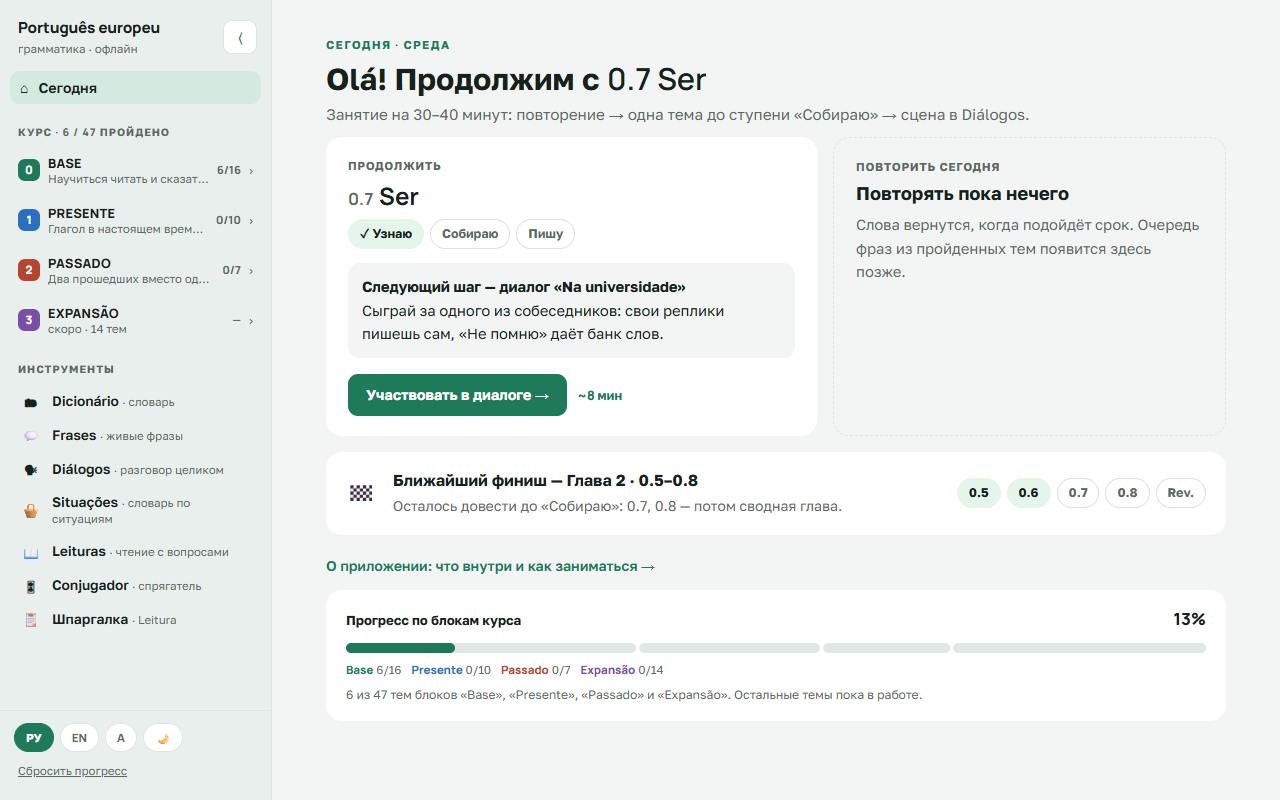 Português europeu
грамматика · офлайн
⟨
Сегодня
КУРС · 6 / 47 ПРОЙДЕНО
0 BASE 6/16 ›
Научиться читать и сказат…
1 PRESENTE 0/10 ›
Глагол в настоящем врем…
2 PASSADO 0/7 ›
Два прошедших вместо од…
3 EXPANSÃO – ›
скоро · 14 тем
ИНСТРУМЕНТЫ
Dicionário · словарь
Frases · живые фразы
Diálogos · разговор целиком
Situações · словарь по
ситуациям
Leituras · чтение с вопросами
Conjugador · спрягатель
Шпаргалка · Leitura
РУ EN A
Сбросить прогресс
СЕГОДНЯ · СРЕДА
Olá! Продолжим с 0.7 Ser
Занятие на 30–40 минут: повторение → одна тема до ступени «Собираю» → сцена в Diálogos.
ПРОДОЛЖИТЬ
0.7 Ser
✓ Узнаю Собираю Пишу
Следующий шаг — диалог «Na universidade»
Сыграй за одного из собеседников: свои реплики
пишешь сам, «Не помню» даёт банк слов.
Участвовать в диалоге → ~8 мин
ПОВТОРИТЬ СЕГОДНЯ
Повторять пока нечего
Слова вернутся, когда подойдёт срок. Очередь
фраз из пройденных тем появится здесь
позже.
Ближайший финиш — Глава 2 · 0.5–0.8
Осталось довести до «Собираю»: 0.7, 0.8 — потом сводная глава.
0.5 0.6 0.7 0.8 Rev.
О приложении: что внутри и как заниматься →
Прогресс по блокам курса 13%
Base 6/16 Presente 0/10 Passado 0/7 Expansão 0/14
6 из 47 тем блоков «Base», «Presente», «Passado» и «Expansão». Остальные темы пока в работе.